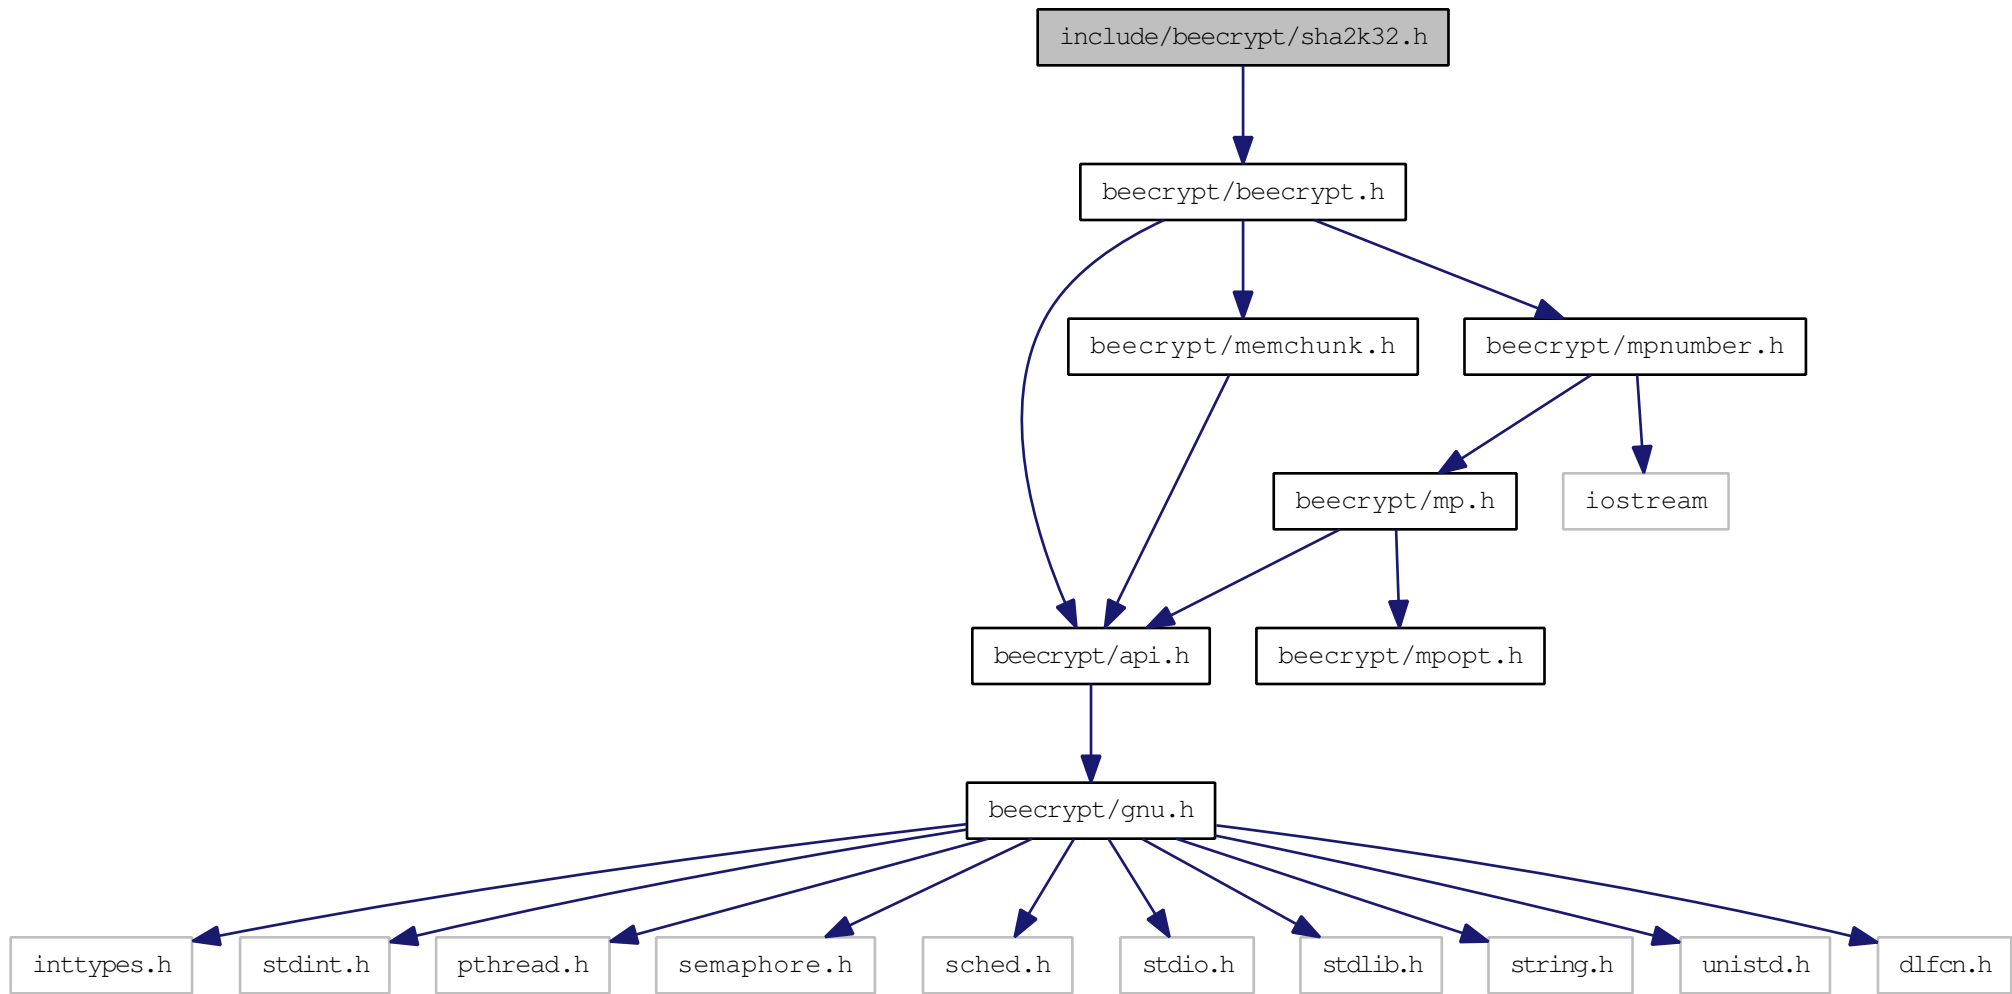 include/beecrypt/sha2k32.h
beecrypt/beecrypt.h
beecrypt/memchunk.h
beecrypt/mpnumber.h
beecrypt/mp.h
iostream
beecrypt/api.h
beecrypt/mpopt.h
beecrypt/gnu.h
inttypes.h
stdint.h
pthread.h
semaphore.h
sched.h
stdio.h
stdlib.h
string.h
unistd.h
dlfcn.h